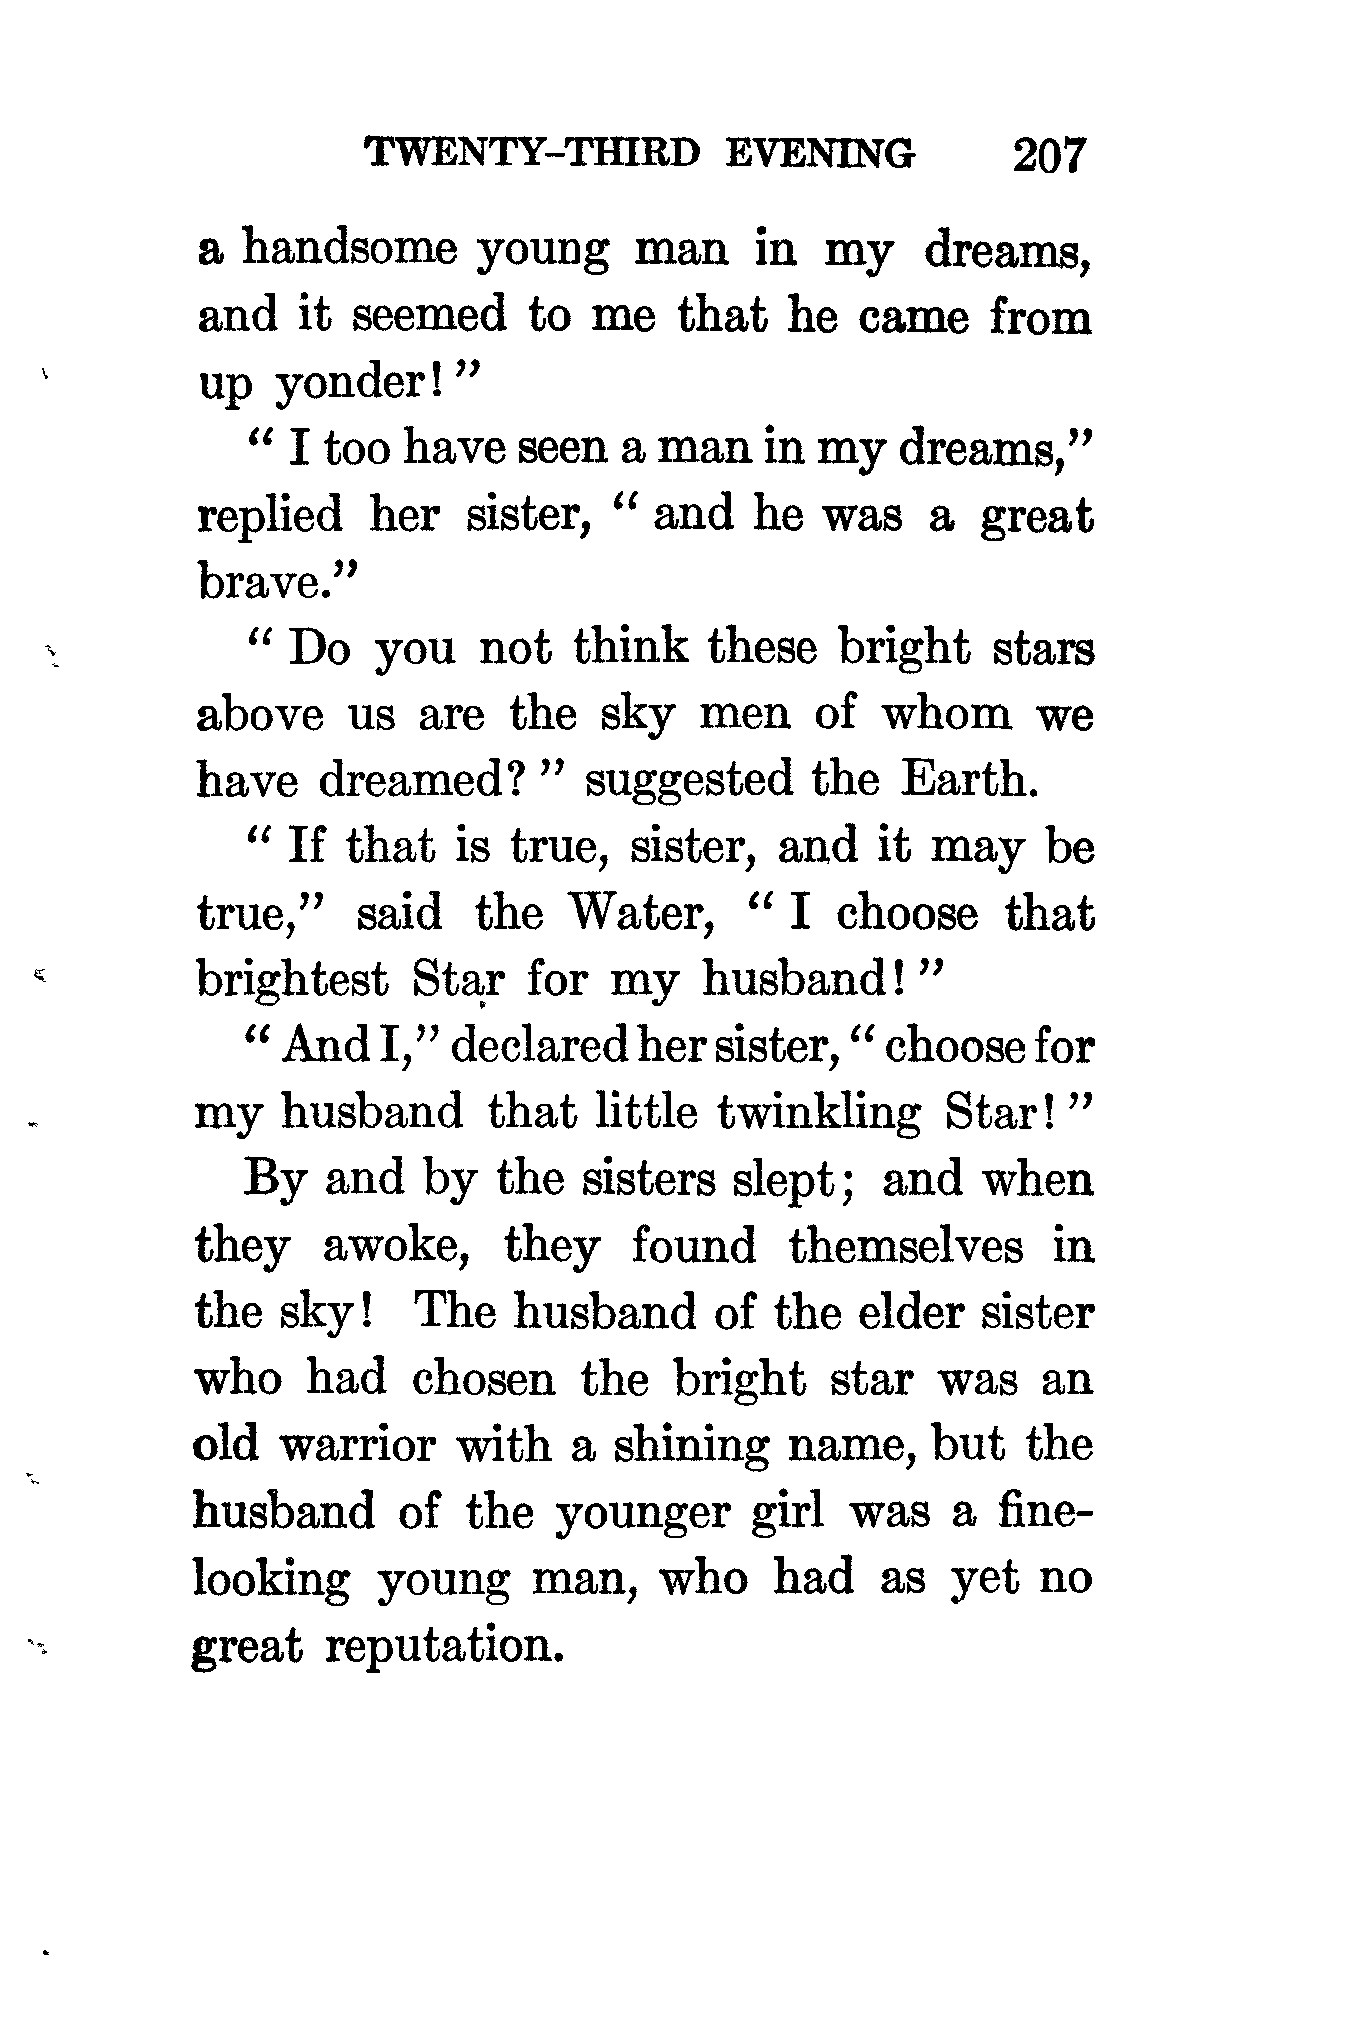 TWENTY-THIRD EVENING 207
a handsome young man in my dreams,
and it seemed to me that he came from
up yonder!"
"I too have seen a man in my dreams,"
replied her sister, "and he was a great
brave."
"Do you not think these bright stars
above us are the sky men of whom we
have dreamed?" suggested the Earth.
"If that is true, sister, and it may be
true," said the Water, "I choose that
brightest Star for my husband!"
"And I," declared her sister, "choose for
my husband that little twinkling Star!"
By and by the sisters slept; and when
they awoke, they found themselves in
the sky! The husband of the elder sister
who had chosen the bright star was an
old warrior with a shining name, but the
husband of the younger girl was a fine-
looking young man, who had as yet no
great reputation.